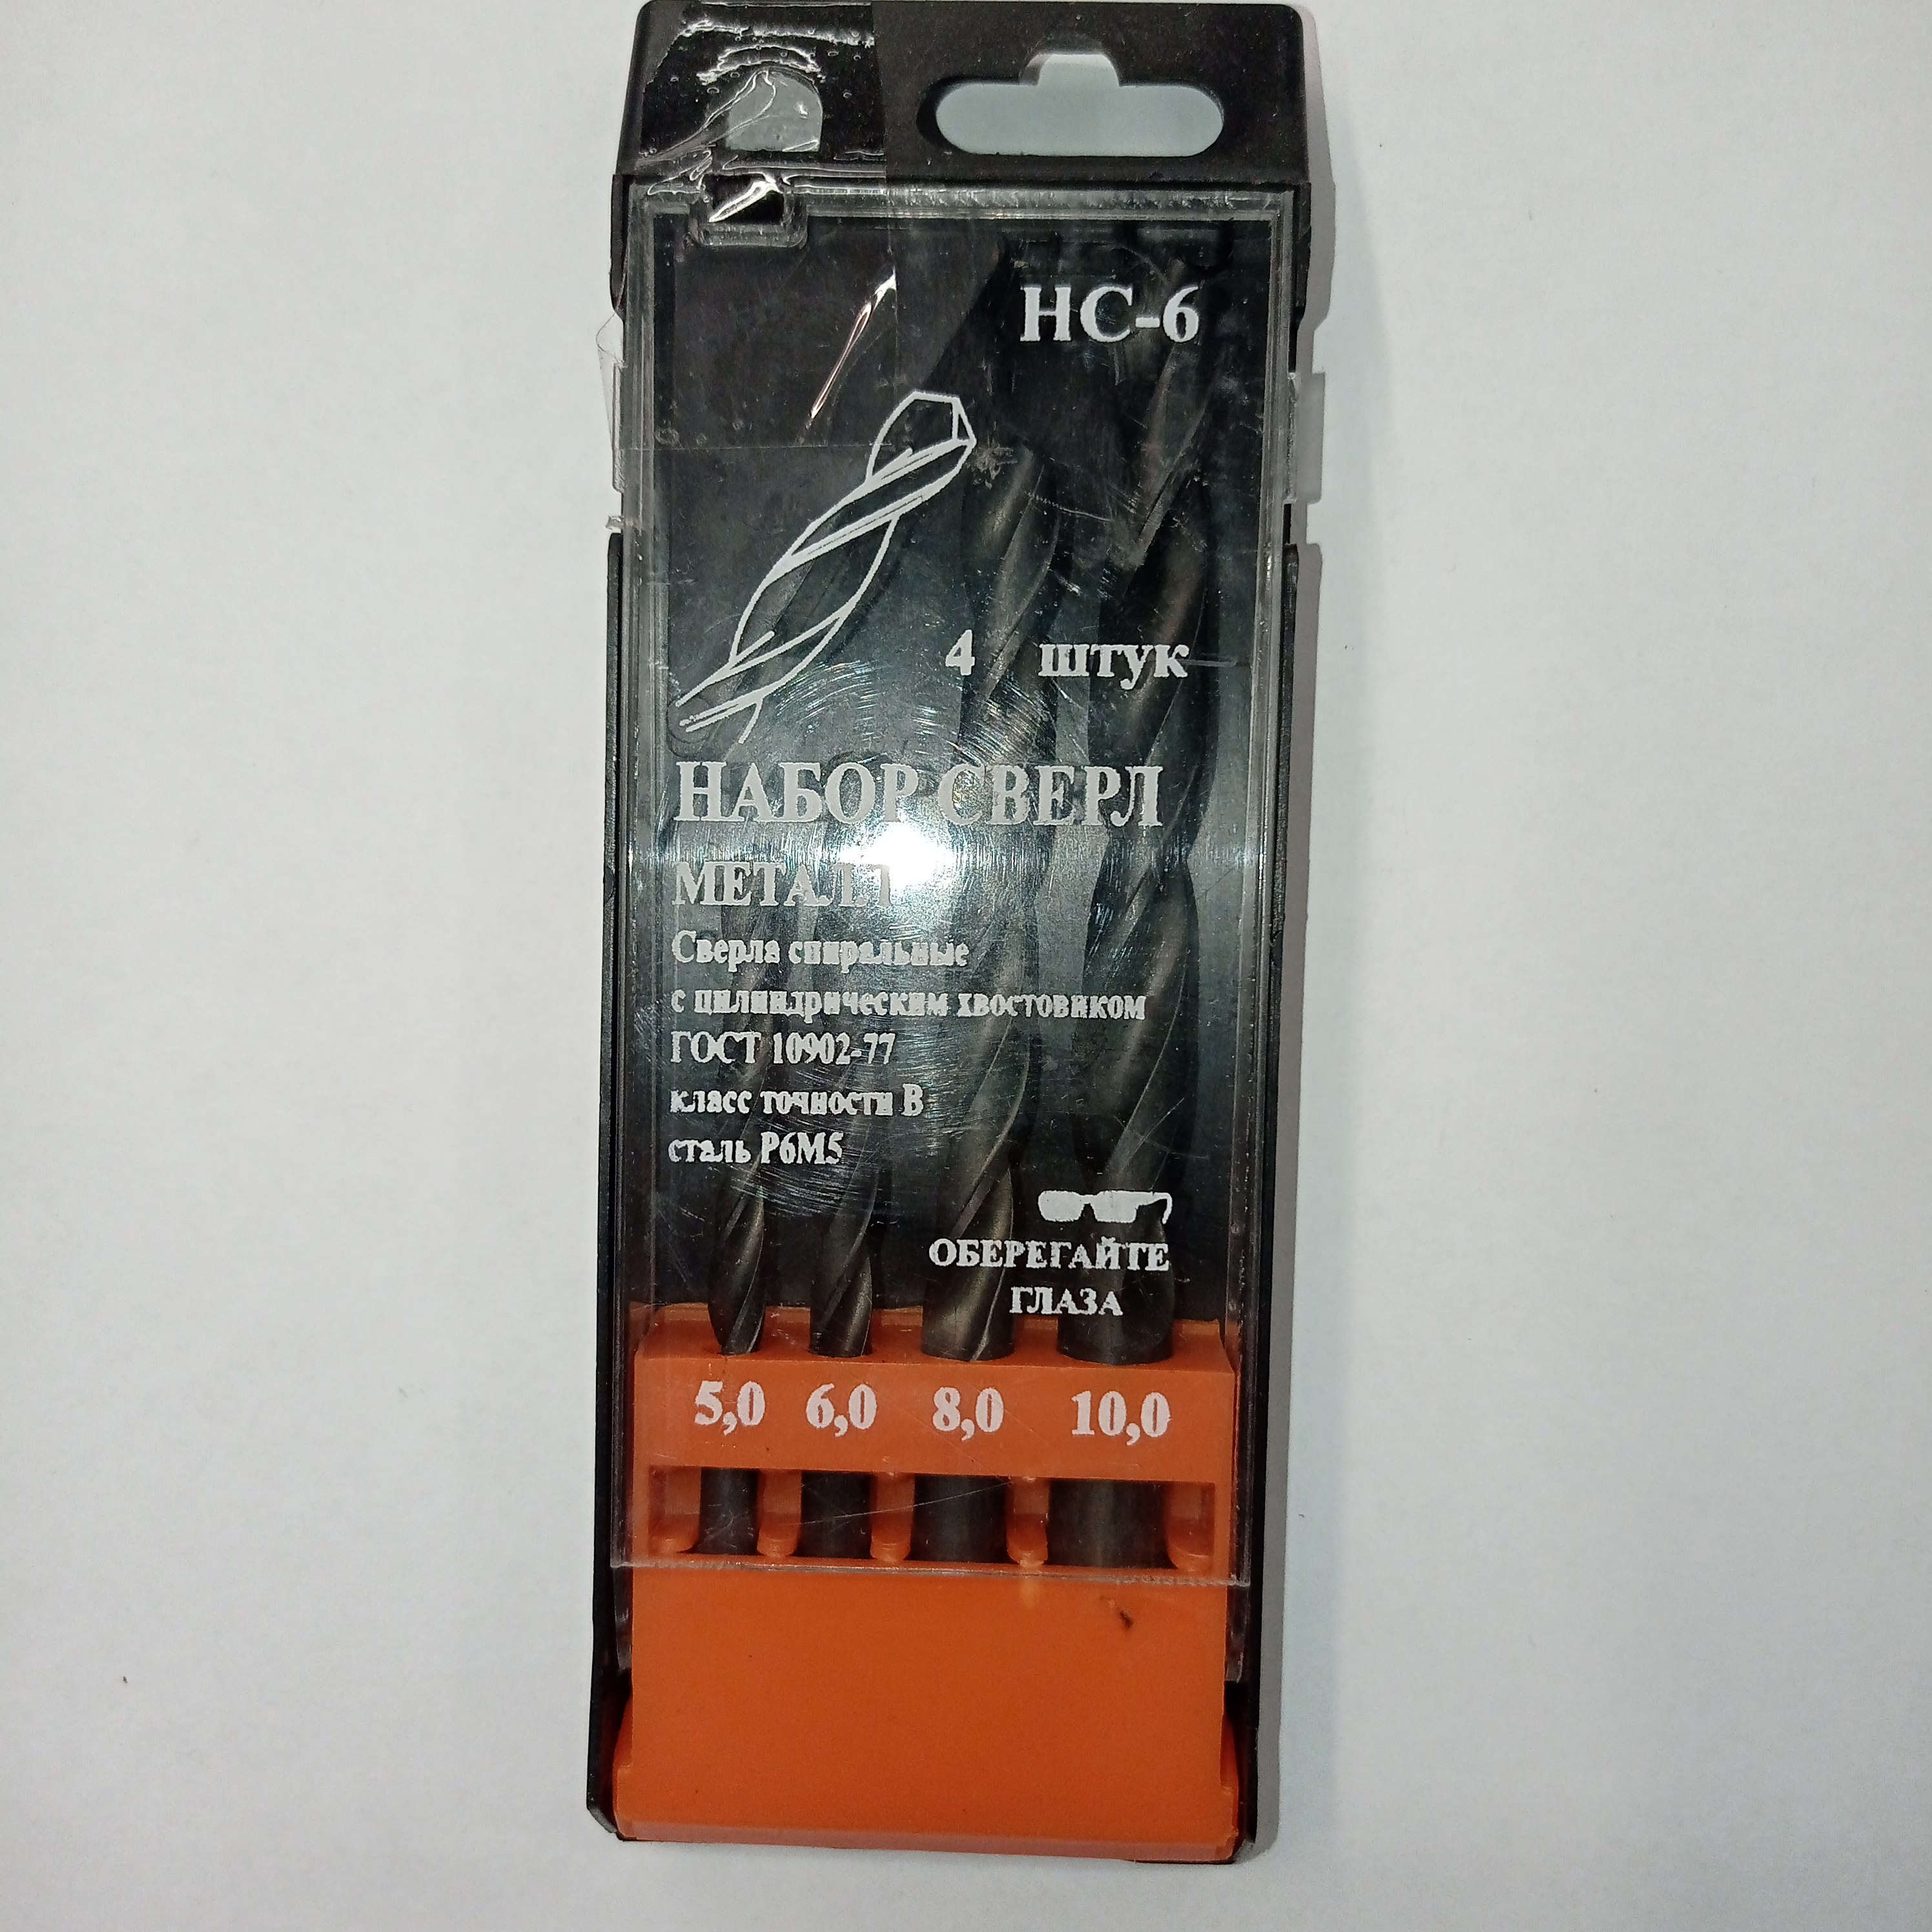 НС-6
4 штук
НАБОР СВЕРЛ
МЕТАЛЛ
Сверла спиральные
с цилиндрическим хвостовиком
ГОСТ 10902-77
класс точности В
сталь Р6М5
ОБЕРЕГАЙТЕ
ГЛАЗА
5,0 6,0 8,0 10,0